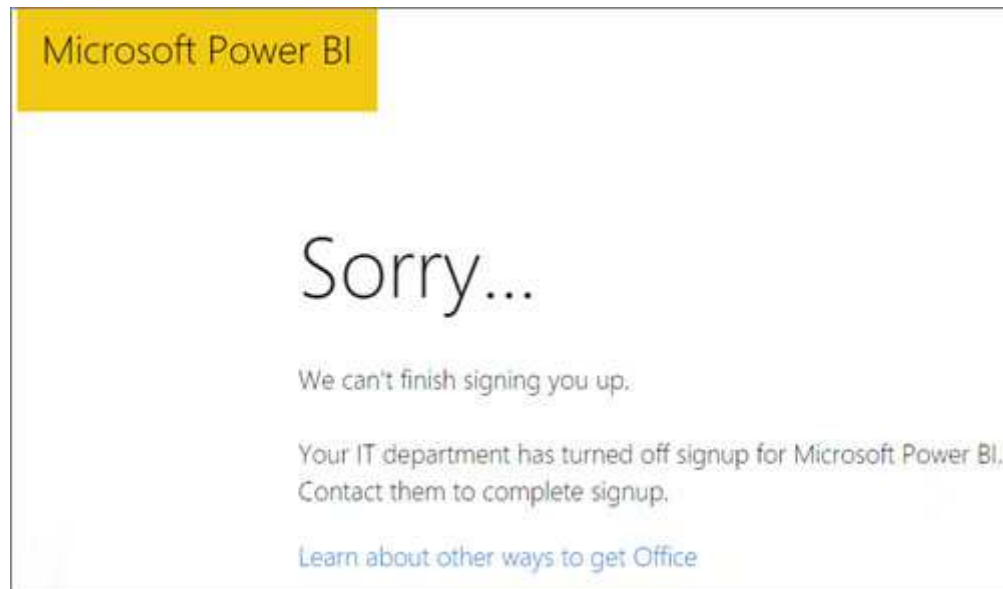 Microsoft Power BI
Sorry...
We can't finish signing you up.
Your IT department has turned off signup for Microsoft Power BI.
Contact them to complete signup.
Learn about other ways to get Office